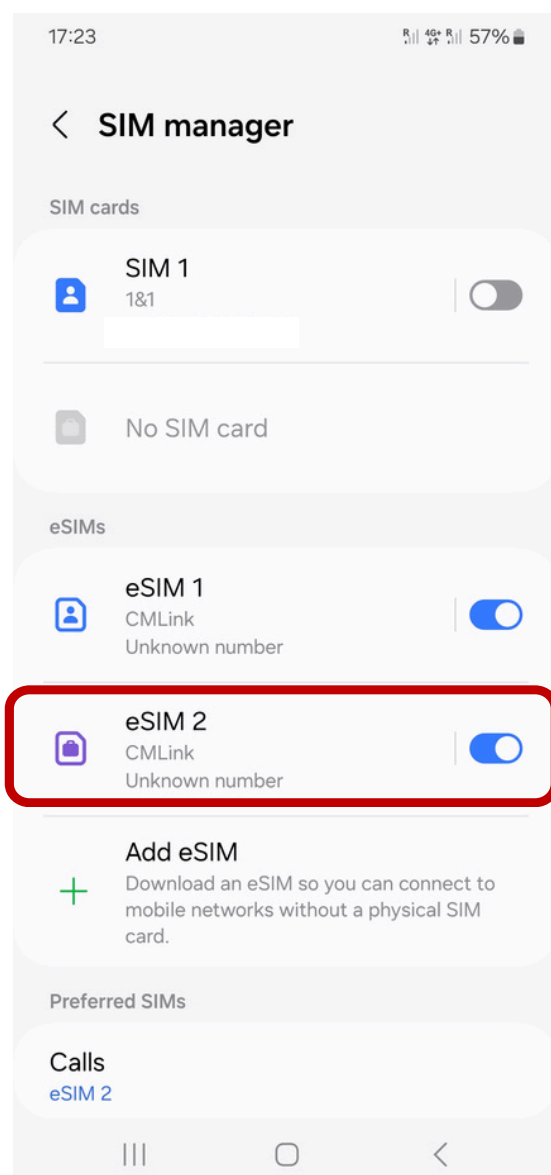 17:23
R 4G+ R 57%
SIM manager
SIM cards
SIM 1
1&1
No SIM card
eSIMs
eSIM 1
CMLink
Unknown number
eSIM 2
CMLink
Unknown number
Add eSIM
Download an eSIM so you can connect to
mobile networks without a physical SIM
card.
Preferred SIMs
Calls
eSIM 2